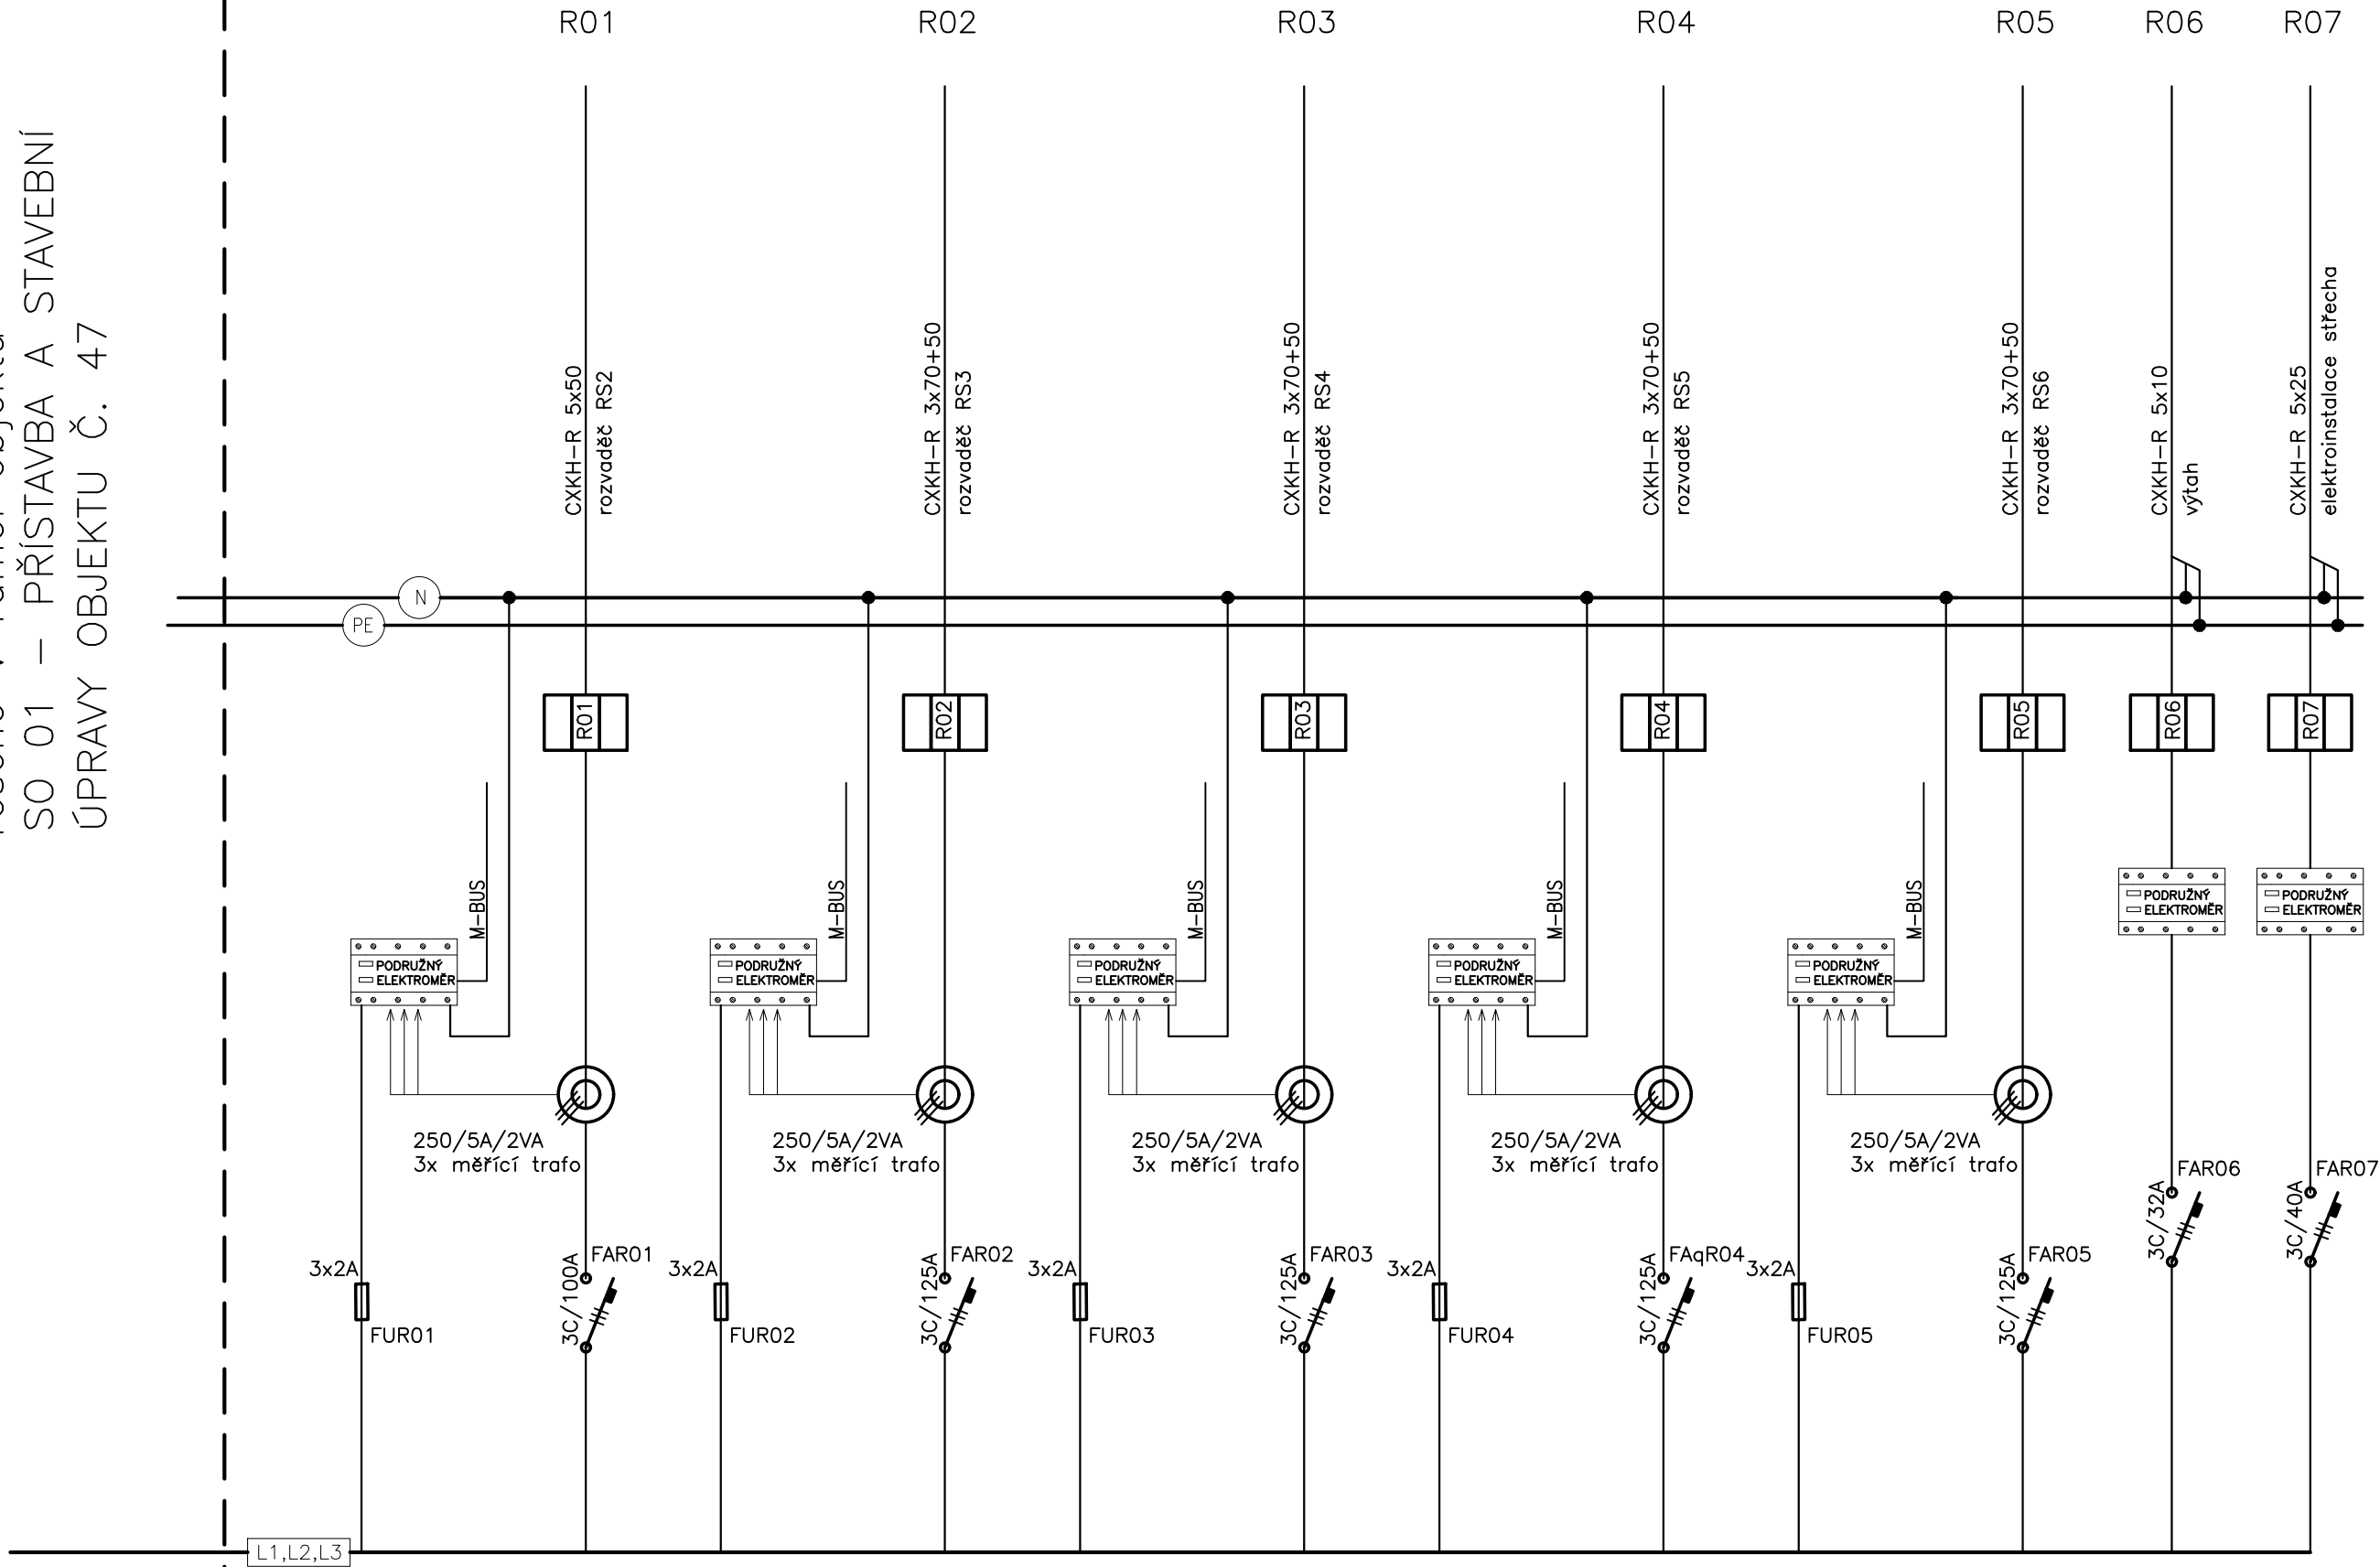 R01
R02
R03
R04
R05
R06
R07
SO 01 – PŘÍSTAVBA A STAVEBNÍ
ÚPRAVY OBJEKTU Č. 47
CXKH–R 5x50
rozvaděč RS2
CXKH–R 3x70+50
rozvaděč RS3
CXKH–R 3x70+50
rozvaděč RS4
CXKH–R 3x70+50
rozvaděč RS5
CXKH–R 3x70+50
rozvaděč RS6
CXKH–R 5x10
výtah
CXKH–R 5x25
elektroinstalace střecha
N
PE
R01
R02
R03
R04
R05
R06
R07
M–BUS
M–BUS
M–BUS
M–BUS
M–BUS
PODRUŽNÝ
ELEKTROMĚR
PODRUŽNÝ
ELEKTROMĚR
PODRUŽNÝ
ELEKTROMĚR
PODRUŽNÝ
ELEKTROMĚR
PODRUŽNÝ
ELEKTROMĚR
PODRUŽNÝ
ELEKTROMĚR
PODRUŽNÝ
ELEKTROMĚR
250/5A/2VA
3x měřící trafo
250/5A/2VA
3x měřící trafo
250/5A/2VA
3x měřící trafo
250/5A/2VA
3x měřící trafo
250/5A/2VA
3x měřící trafo
3x2A
FUR01
3C/100A
FAR01
3x2A
FUR02
3C/125A
FAR02
3x2A
FUR03
3C/125A
FAR03
3x2A
FUR04
3C/125A
FAqR04
3x2A
FUR05
3C/125A
FAR05
3C/32A
FAR06
3C/40A
FAR07
L1,L2,L3